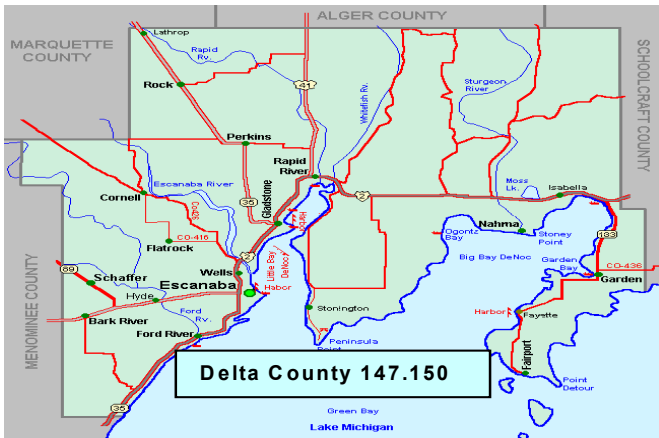 ALGER COUNTY
MARQUETTE
COUNTY
SCHOOLCRAFT COUNTY
MENOMINEE COUNTY
Lathrop
Rapid
Rv.
Rock
41
Whitefish Rv.
Sturgeon
River
Perkins
Rapid
River
Moss
Lk.
Isabella
2
Cornell
Escanaba River
35
Gladstone
Harbor
CO-416
Flatrock
Ogontz
Bay
Nahma
Stoney
Point
183
2
Little Bay
DeNoc
Big Bay DeNoc
Garden
Bay
CO-436
Garden
69
Schaffer
Wells
Escanaba
Habor
Hyde
Bark River
Ford
Rv.
Ford River
Stonington
Harbor
Fayette
Fairport
Peninsula
Point
Detour
Delta County 147.150
35
Green Bay
Lake Michigan